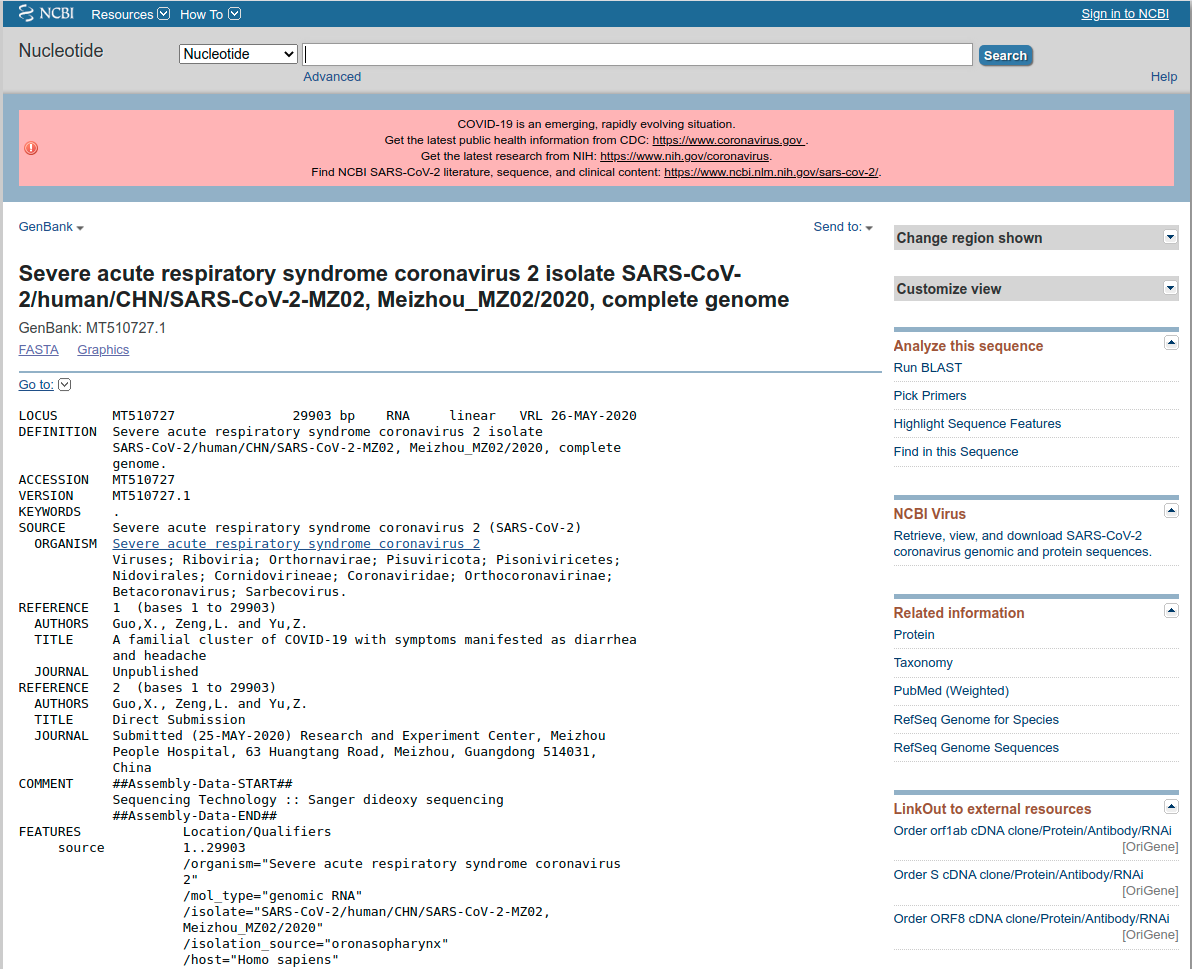 NCBI Resources How To Sign in to NCBI
Nucleotide Nucleotide Search
Advanced Help
COVID-19 is an emerging, rapidly evolving situation.
Get the latest public health information from CDC: https://www.coronavirus.gov .
Get the latest research from NIH: https://www.nih.gov/coronavirus.
Find NCBI SARS-CoV-2 literature, sequence, and clinical content: https://www.ncbi.nlm.nih.gov/sars-cov-2/.
GenBank Send to:
Severe acute respiratory syndrome coronavirus 2 isolate SARS-CoV-
2/human/CHN/SARS-CoV-2-MZ02, Meizhou_MZ02/2020, complete genome
GenBank: MT510727.1
FASTA Graphics
Go to:
LOCUS MT510727 29903 bp RNA linear VRL 26-MAY-2020
DEFINITION Severe acute respiratory syndrome coronavirus 2 isolate
SARS-CoV-2/human/CHN/SARS-CoV-2-MZ02, Meizhou_MZ02/2020, complete
genome.
ACCESSION MT510727
VERSION MT510727.1
KEYWORDS .
SOURCE Severe acute respiratory syndrome coronavirus 2 (SARS-CoV-2)
ORGANISM Severe acute respiratory syndrome coronavirus 2
Viruses; Riboviria; Orthornavirae; Pisuviricota; Pisoniviricetes;
Nidovirales; Cornidovirineae; Coronaviridae; Orthocoronavirinae;
Betacoronavirus; Sarbecovirus.
REFERENCE 1 (bases 1 to 29903)
AUTHORS Guo,X., Zeng,L. and Yu,Z.
TITLE A familial cluster of COVID-19 with symptoms manifested as diarrhea
and headache
JOURNAL Unpublished
REFERENCE 2 (bases 1 to 29903)
AUTHORS Guo,X., Zeng,L. and Yu,Z.
TITLE Direct Submission
JOURNAL Submitted (25-MAY-2020) Research and Experiment Center, Meizhou
People Hospital, 63 Huangtang Road, Meizhou, Guangdong 514031,
China
COMMENT ##Assembly-Data-START##
Sequencing Technology :: Sanger dideoxy sequencing
##Assembly-Data-END##
FEATURES Location/Qualifiers
source 1..29903
/organism="Severe acute respiratory syndrome coronavirus
2"
/mol_type="genomic RNA"
/isolate="SARS-CoV-2/human/CHN/SARS-CoV-2-MZ02,
Meizhou_MZ02/2020"
/isolation_source="oronasopharynx"
/host="Homo sapiens"
Change region shown
Customize view
Analyze this sequence
Run BLAST
Pick Primers
Highlight Sequence Features
Find in this Sequence
NCBI Virus
Retrieve, view, and download SARS-CoV-2
coronavirus genomic and protein sequences.
Related information
Protein
Taxonomy
PubMed (Weighted)
RefSeq Genome for Species
RefSeq Genome Sequences
LinkOut to external resources
Order orf1ab cDNA clone/Protein/Antibody/RNAi
[OriGene]
Order S cDNA clone/Protein/Antibody/RNAi
[OriGene]
Order ORF8 cDNA clone/Protein/Antibody/RNAi
[OriGene]